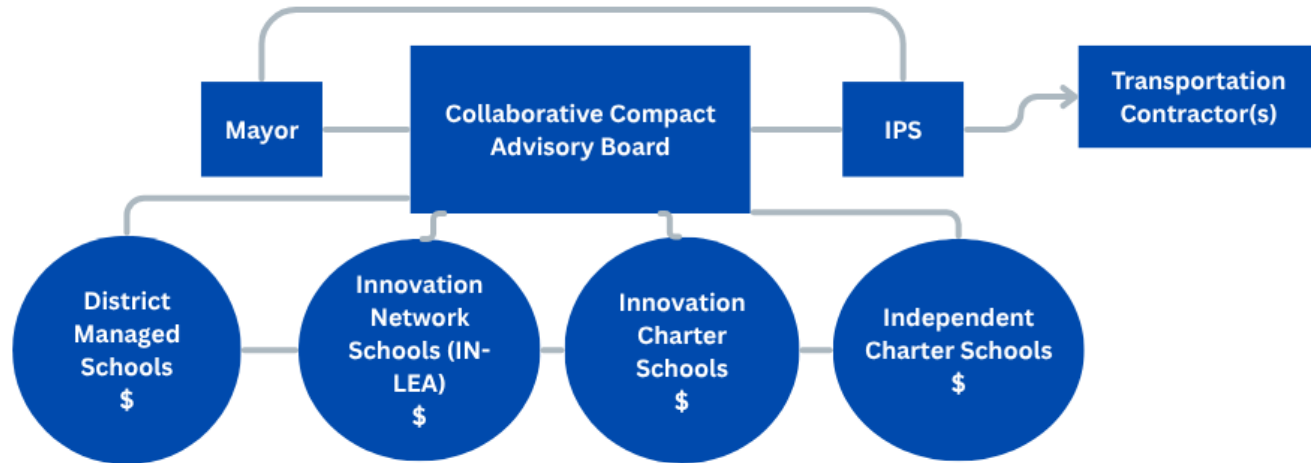 Mayor
Collaborative Compact
Advisory Board
IPS
Transportation
Contractor(s)
District
Managed
Schools
$
Innovation
Network
Schools (IN-
LEA)
$
Innovation
Charter
Schools
$
Independent
Charter Schools
$